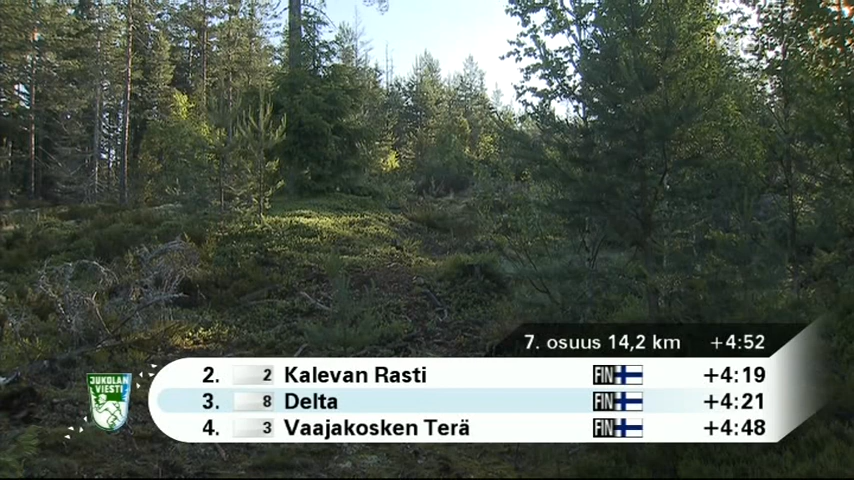 7. osuus 14,2 km +4:52
2. 2 Kalevan Rasti FIN +4:19
3. 8 Delta FIN +4:21
4. 3 Vaajakosken Terä FIN +4:48
JUKOLAN
VIESTI